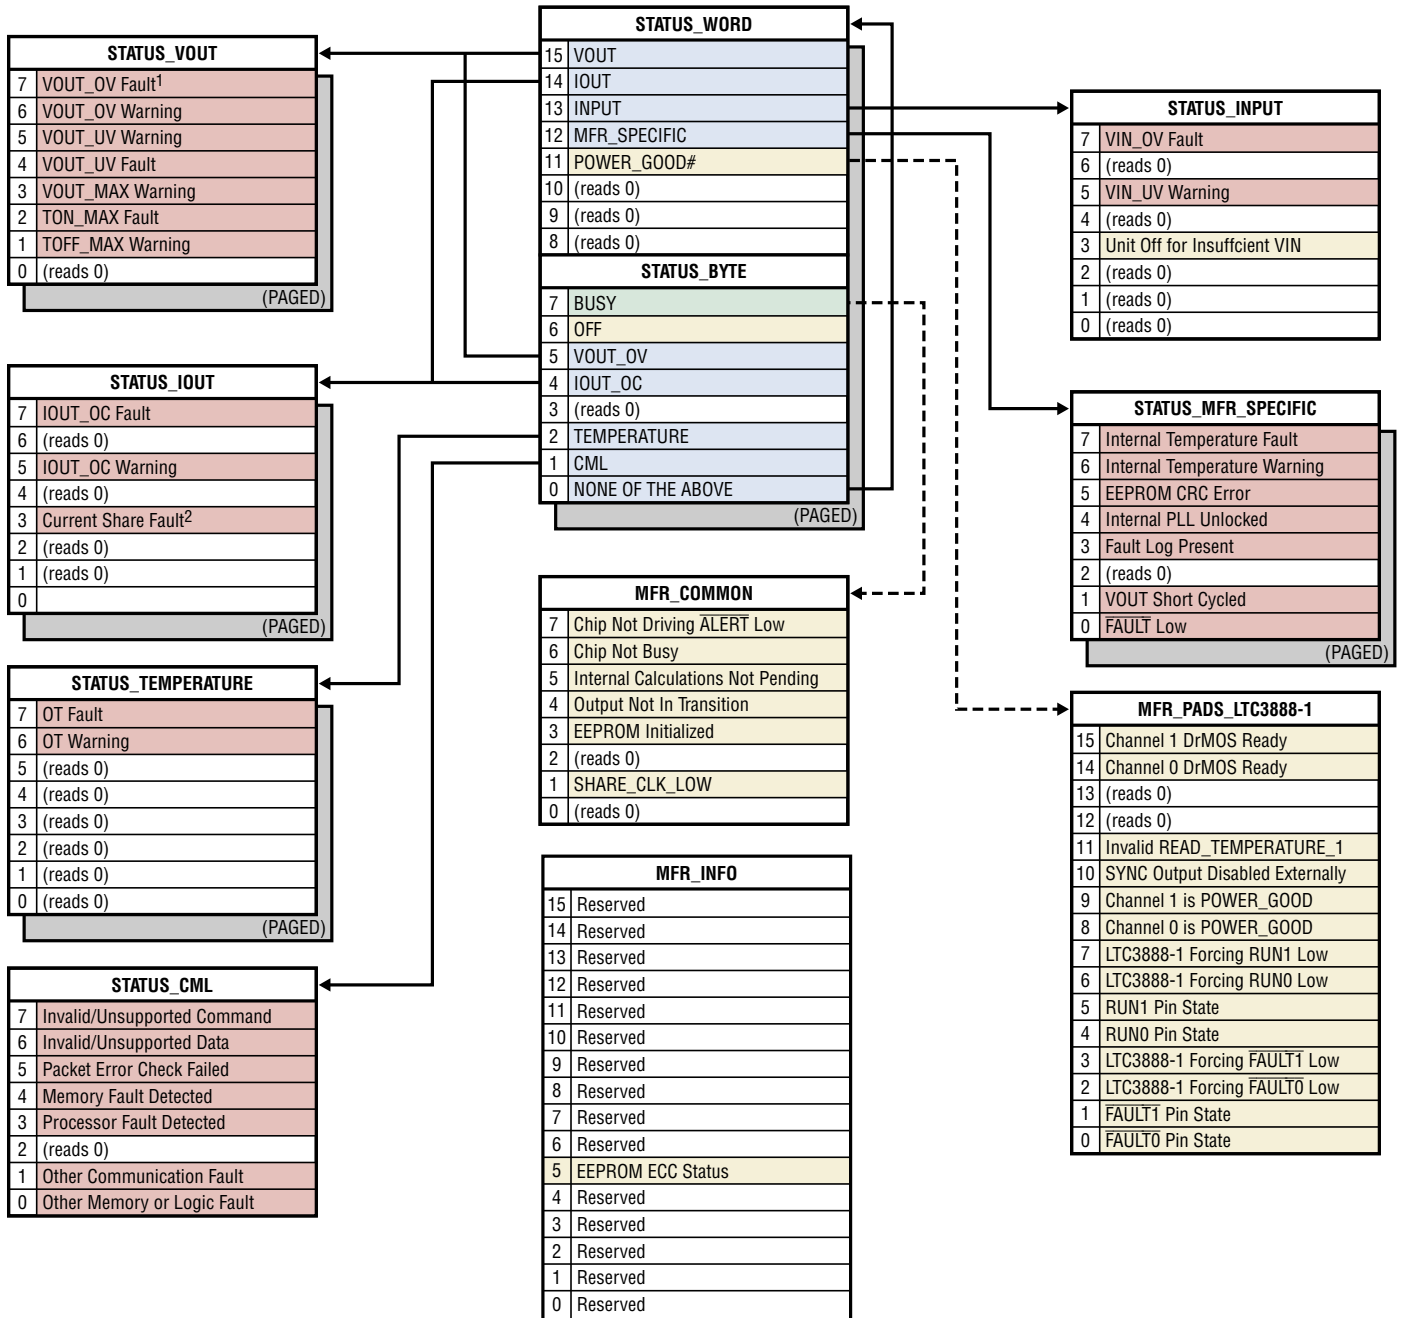 STATUS_WORD
15 VOUT
14 IOUT
13 INPUT
12 MFR_SPECIFIC
11 POWER_GOOD#
10 (reads 0)
9 (reads 0)
8 (reads 0)
STATUS_BYTE
7 BUSY
6 OFF
5 VOUT_OV
4 IOUT_OC
3 (reads 0)
2 TEMPERATURE
1 CML
0 NONE OF THE ABOVE
(PAGED)
STATUS_VOUT
7 VOUT_OV Fault1
6 VOUT_OV Warning
5 VOUT_UV Warning
4 VOUT_UV Fault
3 VOUT_MAX Warning
2 TON_MAX Fault
1 TOFF_MAX Warning
0 (reads 0)
(PAGED)
STATUS_IOUT
7 IOUT_OC Fault
6 (reads 0)
5 IOUT_OC Warning
4 (reads 0)
3 Current Share Fault2
2 (reads 0)
1 (reads 0)
0
(PAGED)
STATUS_TEMPERATURE
7 OT Fault
6 OT Warning
5 (reads 0)
4 (reads 0)
3 (reads 0)
2 (reads 0)
1 (reads 0)
0 (reads 0)
(PAGED)
STATUS_CML
7 Invalid/Unsupported Command
6 Invalid/Unsupported Data
5 Packet Error Check Failed
4 Memory Fault Detected
3 Processor Fault Detected
2 (reads 0)
1 Other Communication Fault
0 Other Memory or Logic Fault
MFR_COMMON
7 Chip Not Driving ALERT Low
6 Chip Not Busy
5 Internal Calculations Not Pending
4 Output Not In Transition
3 EEPROM Initialized
2 (reads 0)
1 SHARE_CLK_LOW
0 (reads 0)
MFR_INFO
15 Reserved
14 Reserved
13 Reserved
12 Reserved
11 Reserved
10 Reserved
9 Reserved
8 Reserved
7 Reserved
6 Reserved
5 EEPROM ECC Status
4 Reserved
3 Reserved
2 Reserved
1 Reserved
0 Reserved
STATUS_INPUT
7 VIN_OV Fault
6 (reads 0)
5 VIN_UV Warning
4 (reads 0)
3 Unit Off for Insuffcient VIN
2 (reads 0)
1 (reads 0)
0 (reads 0)
STATUS_MFR_SPECIFIC
7 Internal Temperature Fault
6 Internal Temperature Warning
5 EEPROM CRC Error
4 Internal PLL Unlocked
3 Fault Log Present
2 (reads 0)
1 VOUT Short Cycled
0 FAULT Low
(PAGED)
MFR_PADS_LTC3888-1
15 Channel 1 DrMOS Ready
14 Channel 0 DrMOS Ready
13 (reads 0)
12 (reads 0)
11 Invalid READ_TEMPERATURE_1
10 SYNC Output Disabled Externally
9 Channel 1 is POWER_GOOD
8 Channel 0 is POWER_GOOD
7 LTC3888-1 Forcing RUN1 Low
6 LTC3888-1 Forcing RUN0 Low
5 RUN1 Pin State
4 RUN0 Pin State
3 LTC3888-1 Forcing FAULT1 Low
2 LTC3888-1 Forcing FAULT0 Low
1 FAULT1 Pin State
0 FAULT0 Pin State